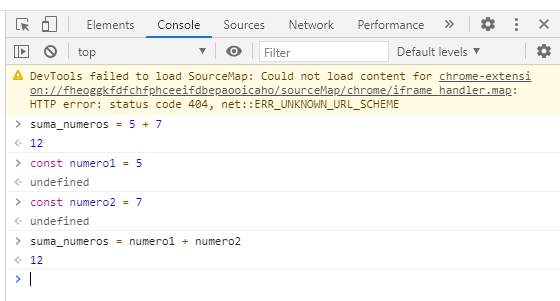 Elements Console Sources Network Performance »
top Filter Default levels
DevTools failed to load SourceMap: Could not load content for chrome-extensi
on://fheoggkfdfchfphceeifdbepaooicaho/sourceMap/chrome/iframe_handler.map:
HTTP error: status code 404, net::ERR_UNKNOWN_URL_SCHEME
> suma_numeros = 5 + 7
12
> const numero1 = 5
undefined
> const numero2 = 7
undefined
> suma_numeros = numero1 + numero2
12
>